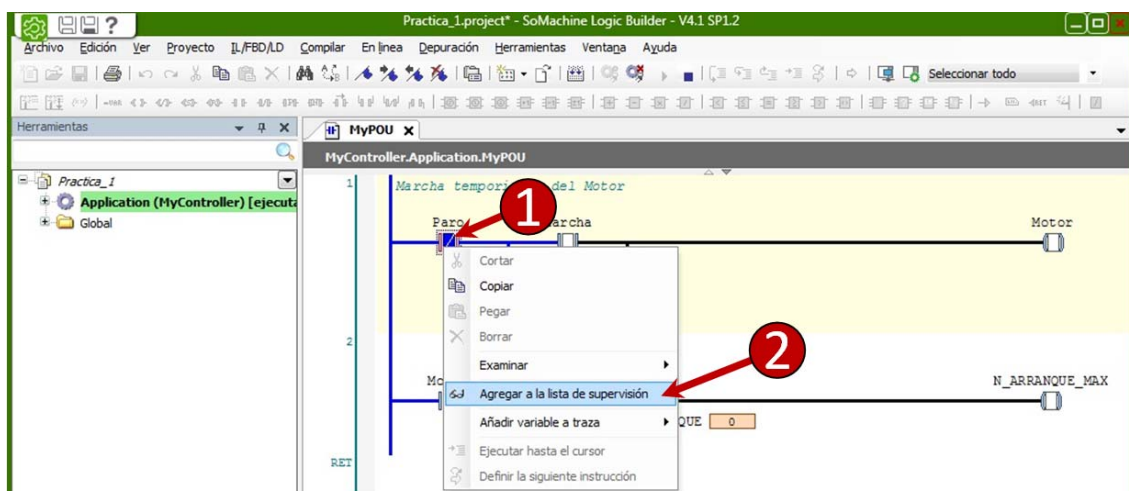 Practica_1.project* - SoMachine Logic Builder - V4.1 SP1.2
Archivo Edición Ver Proyecto IL/FBD/LD Compilar En línea Depuración Herramientas Ventana Ayuda
Seleccionar todo
Herramientas
MyPOU
MyController.Application.MyPOU
Practica_1
Application (MyController) [ejecuta
Global
1
Marcha del Motor
Paro
Motor
1
Cortar
Copiar
Pegar
Borrar
2
Examinar
2
N_ARRANQUE_MAX
Agregar a la lista de supervisión
Añadir variable a traza
QUE 0
RET
Ejecutar hasta el cursor
Definir la siguiente instrucción